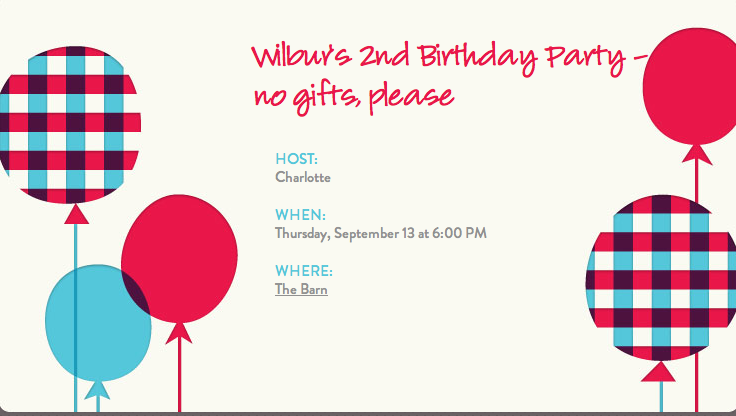 Wilbur's 2nd Birthday Party –
no gifts, please
HOST:
Charlotte
WHEN:
Thursday, September 13 at 6:00 PM
WHERE:
The Barn